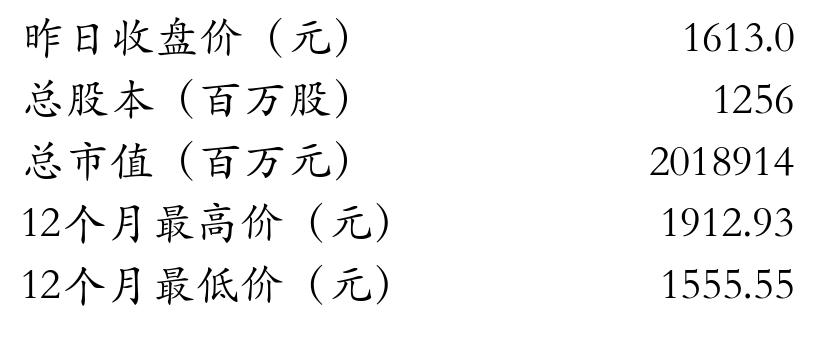 昨日收盘价（元） 1613.0
总股本（百万股） 1256
总市值（百万元） 2018914
12个月最高价（元） 1912.93
12个月最低价（元） 1555.55